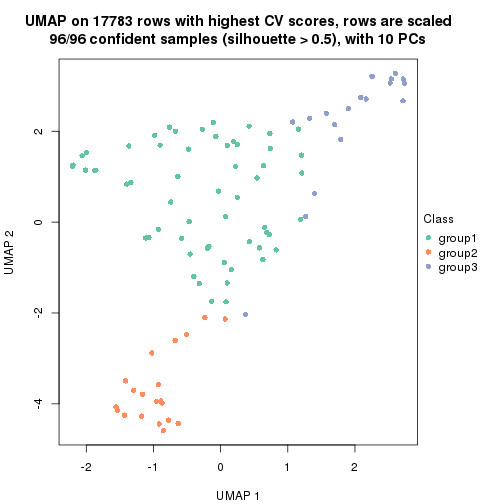 UMAP on 17783 rows with highest CV scores, rows are scaled
96/96 confident samples (silhouette > 0.5), with 10 PCs
2
0
-2
-4
UMAP 2
-2
-1
0
1
2
UMAP 1
Class
group1
group2
group3